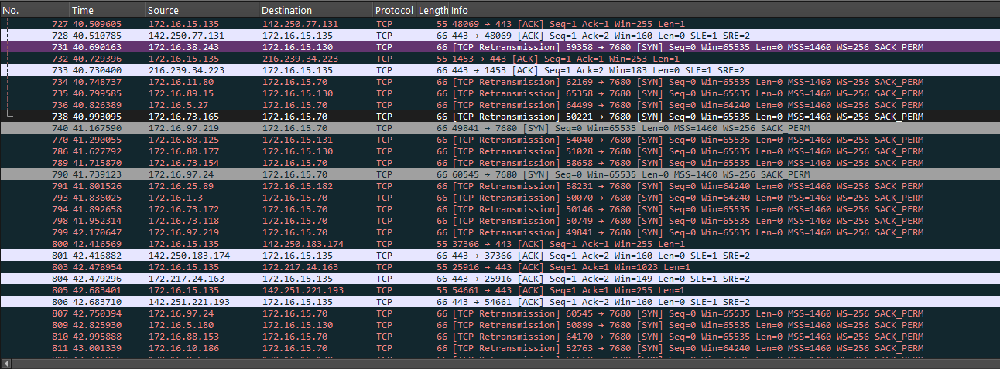 No. Time Source Destination Protocol Length Info
727 40.509605 172.16.15.135 142.250.77.131 TCP 55 48069 → 443 [ACK] Seq=1 Ack=1 Win=255 Len=1
728 40.510785 142.250.77.131 172.16.15.135 TCP 66 443 → 48069 [ACK] Seq=1 Ack=2 Win=160 Len=0 SLE=1 SRE=2
731 40.690163 172.16.38.243 172.16.15.130 TCP 66 [TCP Retransmission] 59358 → 7680 [SYN] Seq=0 Win=65535 Len=0 MSS=1460 WS=256 SACK_PERM
732 40.729396 172.16.15.135 216.239.34.223 TCP 55 1453 → 443 [ACK] Seq=1 Ack=1 Win=253 Len=1
733 40.730400 216.239.34.223 172.16.15.135 TCP 66 443 → 1453 [ACK] Seq=1 Ack=2 Win=183 Len=0 SLE=1 SRE=2
734 40.748737 172.16.11.80 172.16.15.70 TCP 66 [TCP Retransmission] 62169 → 7680 [SYN] Seq=0 Win=65535 Len=0 MSS=1460 WS=256 SACK_PERM
735 40.799585 172.16.89.15 172.16.15.130 TCP 66 [TCP Retransmission] 65358 → 7680 [SYN] Seq=0 Win=65535 Len=0 MSS=1460 WS=256 SACK_PERM
736 40.826389 172.16.5.27 172.16.15.70 TCP 66 [TCP Retransmission] 64499 → 7680 [SYN] Seq=0 Win=64240 Len=0 MSS=1460 WS=256 SACK_PERM
738 40.993095 172.16.73.165 172.16.15.70 TCP 66 [TCP Retransmission] 50221 → 7680 [SYN] Seq=0 Win=65535 Len=0 MSS=1460 WS=256 SACK_PERM
740 41.167590 172.16.97.219 172.16.15.70 TCP 66 49841 → 7680 [SYN] Seq=0 Win=65535 Len=0 MSS=1460 WS=256 SACK_PERM
770 41.290055 172.16.88.125 172.16.15.131 TCP 66 [TCP Retransmission] 54040 → 7680 [SYN] Seq=0 Win=65535 Len=0 MSS=1460 WS=256 SACK_PERM
786 41.627792 172.16.80.177 172.16.15.130 TCP 66 [TCP Retransmission] 51028 → 7680 [SYN] Seq=0 Win=65535 Len=0 MSS=1460 WS=256 SACK_PERM
789 41.715870 172.16.73.154 172.16.15.70 TCP 66 [TCP Retransmission] 58658 → 7680 [SYN] Seq=0 Win=65535 Len=0 MSS=1460 WS=256 SACK_PERM
790 41.739123 172.16.97.24 172.16.15.70 TCP 66 60545 → 7680 [SYN] Seq=0 Win=65535 Len=0 MSS=1460 WS=256 SACK_PERM
791 41.801526 172.16.25.89 172.16.15.182 TCP 66 [TCP Retransmission] 58231 → 7680 [SYN] Seq=0 Win=64240 Len=0 MSS=1460 WS=256 SACK_PERM
793 41.836025 172.16.1.3 172.16.15.70 TCP 66 [TCP Retransmission] 50070 → 7680 [SYN] Seq=0 Win=64240 Len=0 MSS=1460 WS=256 SACK_PERM
794 41.892658 172.16.73.172 172.16.15.70 TCP 66 [TCP Retransmission] 50146 → 7680 [SYN] Seq=0 Win=65535 Len=0 MSS=1460 WS=256 SACK_PERM
798 41.952314 172.16.73.118 172.16.15.70 TCP 66 [TCP Retransmission] 50749 → 7680 [SYN] Seq=0 Win=65535 Len=0 MSS=1460 WS=256 SACK_PERM
799 42.170647 172.16.97.219 172.16.15.70 TCP 66 [TCP Retransmission] 49841 → 7680 [SYN] Seq=0 Win=65535 Len=0 MSS=1460 WS=256 SACK_PERM
800 42.416569 172.16.15.135 142.250.183.174 TCP 55 37366 → 443 [ACK] Seq=1 Ack=1 Win=255 Len=1
801 42.416882 142.250.183.174 172.16.15.135 TCP 66 443 → 37366 [ACK] Seq=1 Ack=2 Win=160 Len=0 SLE=1 SRE=2
803 42.478954 172.16.15.135 172.217.24.163 TCP 55 25916 → 443 [ACK] Seq=1 Ack=1 Win=1023 Len=1
804 42.479296 172.217.24.163 172.16.15.135 TCP 66 443 → 25916 [ACK] Seq=1 Ack=2 Win=149 Len=0 SLE=1 SRE=2
805 42.683401 172.16.15.135 142.251.221.193 TCP 55 54661 → 443 [ACK] Seq=1 Ack=1 Win=255 Len=1
806 42.683710 142.251.221.193 172.16.15.135 TCP 66 443 → 54661 [ACK] Seq=1 Ack=2 Win=160 Len=0 SLE=1 SRE=2
807 42.750394 172.16.97.24 172.16.15.70 TCP 66 [TCP Retransmission] 60545 → 7680 [SYN] Seq=0 Win=65535 Len=0 MSS=1460 WS=256 SACK_PERM
809 42.825930 172.16.5.180 172.16.15.130 TCP 66 [TCP Retransmission] 50899 → 7680 [SYN] Seq=0 Win=65535 Len=0 MSS=1460 WS=256 SACK_PERM
810 42.995888 172.16.88.153 172.16.15.70 TCP 66 [TCP Retransmission] 64170 → 7680 [SYN] Seq=0 Win=65535 Len=0 MSS=1460 WS=256 SACK_PERM
811 43.001339 172.16.10.186 172.16.15.70 TCP 66 [TCP Retransmission] 52763 → 7680 [SYN] Seq=0 Win=65535 Len=0 MSS=1460 WS=256 SACK_PERM